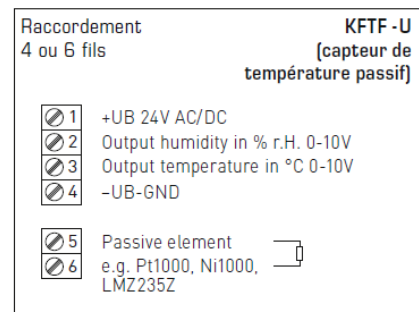 Raccordement KFTF-U
4 ou 6 fils (capteur de
température passif)
1 +UB 24V AC/DC
2 Output humidity in % r.H. 0-10V
3 Output temperature in °C 0-10V
4 –UB-GND
5 Passive element
6 e.g. Pt1000, Ni1000,
LMZ235Z